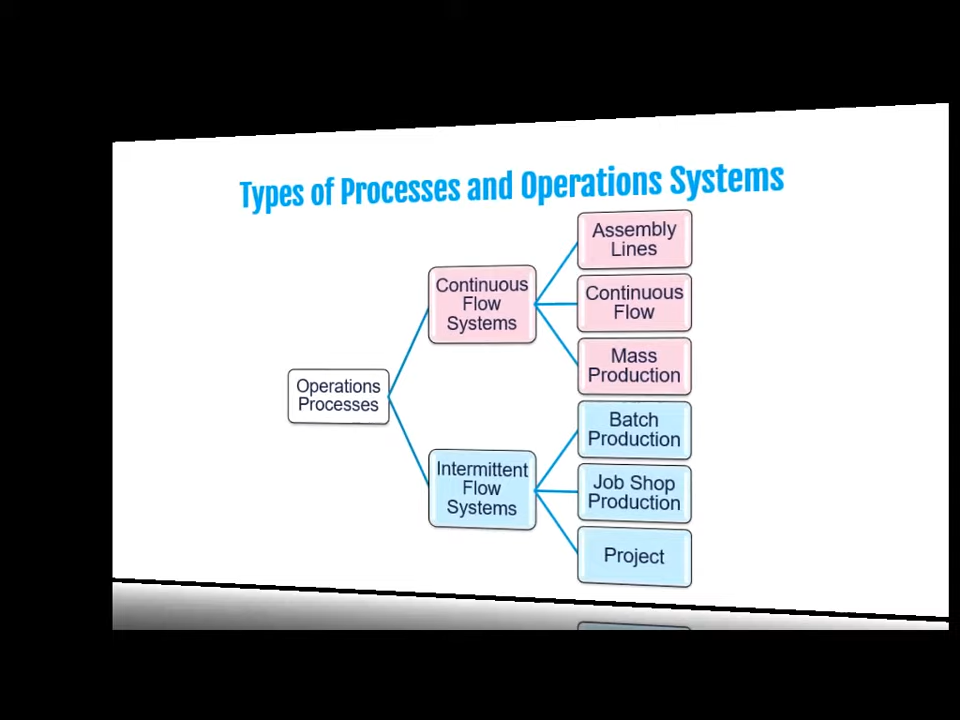 Types of Processes and Operations Systems
Assembly
Lines
Continuous
Flow
Systems
Continuous
Flow
Mass
Production
Operations
Processes
Batch
Production
Intermittent
Flow
Systems
Job Shop
Production
Project